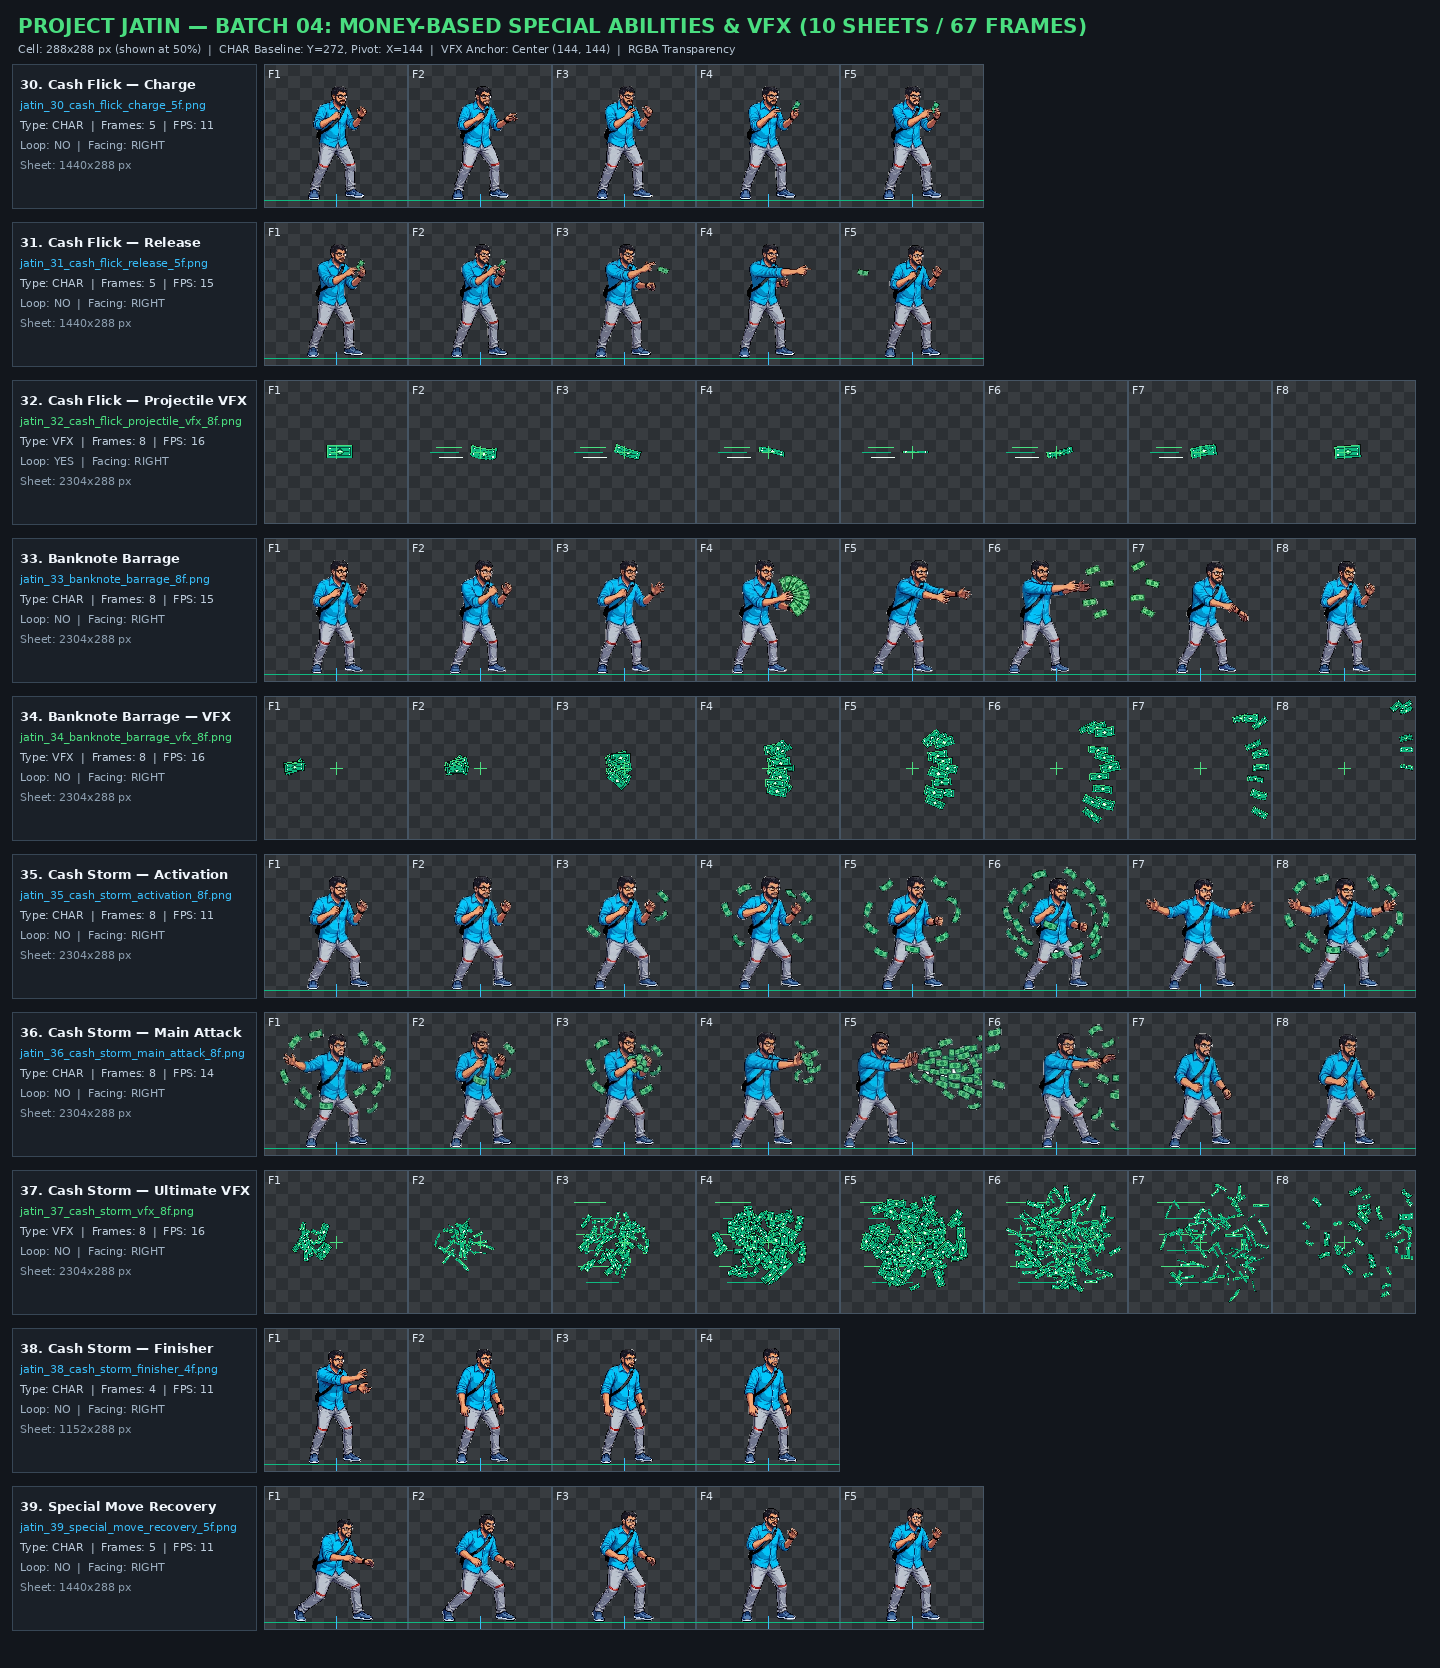 PROJECT JATIN — BATCH 04: MONEY-BASED SPECIAL ABILITIES & VFX (10 SHEETS / 67 FRAMES)
Cell: 288x288 px (shown at 50%)  |  CHAR Baseline: Y=272, Pivot: X=144  |  VFX Anchor: Center (144, 144)  |  RGBA Transparency
30. Cash Flick — Charge
jatin_30_cash_flick_charge_5f.png
Type: CHAR  |  Frames: 5  |  FPS: 11
Loop: NO  |  Facing: RIGHT
Sheet: 1440x288 px
F1 F2 F3 F4 F5
31. Cash Flick — Release
jatin_31_cash_flick_release_5f.png
Type: CHAR  |  Frames: 5  |  FPS: 15
Loop: NO  |  Facing: RIGHT
Sheet: 1440x288 px
F1 F2 F3 F4 F5
32. Cash Flick — Projectile VFX
jatin_32_cash_flick_projectile_vfx_8f.png
Type: VFX  |  Frames: 8  |  FPS: 16
Loop: YES  |  Facing: RIGHT
Sheet: 2304x288 px
F1 F2 F3 F4 F5 F6 F7 F8
33. Banknote Barrage
jatin_33_banknote_barrage_8f.png
Type: CHAR  |  Frames: 8  |  FPS: 15
Loop: NO  |  Facing: RIGHT
Sheet: 2304x288 px
F1 F2 F3 F4 F5 F6 F7 F8
34. Banknote Barrage — VFX
jatin_34_banknote_barrage_vfx_8f.png
Type: VFX  |  Frames: 8  |  FPS: 16
Loop: NO  |  Facing: RIGHT
Sheet: 2304x288 px
F1 F2 F3 F4 F5 F6 F7 F8
35. Cash Storm — Activation
jatin_35_cash_storm_activation_8f.png
Type: CHAR  |  Frames: 8  |  FPS: 11
Loop: NO  |  Facing: RIGHT
Sheet: 2304x288 px
F1 F2 F3 F4 F5 F6 F7 F8
36. Cash Storm — Main Attack
jatin_36_cash_storm_main_attack_8f.png
Type: CHAR  |  Frames: 8  |  FPS: 14
Loop: NO  |  Facing: RIGHT
Sheet: 2304x288 px
F1 F2 F3 F4 F5 F6 F7 F8
37. Cash Storm — Ultimate VFX
jatin_37_cash_storm_vfx_8f.png
Type: VFX  |  Frames: 8  |  FPS: 16
Loop: NO  |  Facing: RIGHT
Sheet: 2304x288 px
F1 F2 F3 F4 F5 F6 F7 F8
38. Cash Storm — Finisher
jatin_38_cash_storm_finisher_4f.png
Type: CHAR  |  Frames: 4  |  FPS: 11
Loop: NO  |  Facing: RIGHT
Sheet: 1152x288 px
F1 F2 F3 F4
39. Special Move Recovery
jatin_39_special_move_recovery_5f.png
Type: CHAR  |  Frames: 5  |  FPS: 11
Loop: NO  |  Facing: RIGHT
Sheet: 1440x288 px
F1 F2 F3 F4 F5